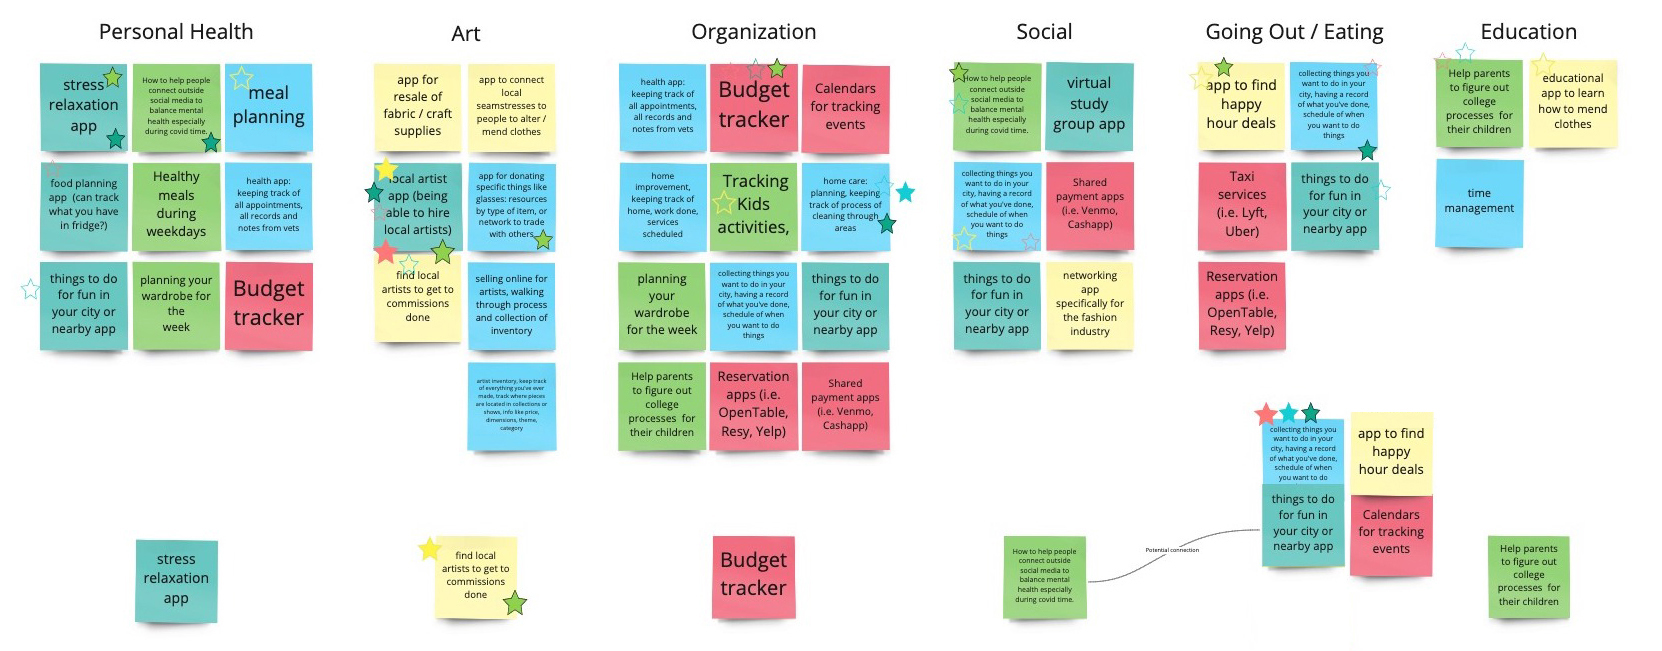 Personal Health
stress
relaxation
app
How to help people
connect outside
social media to
balance mental
health especially
during covid time.
meal
planning
food planning
app (can track
what you have
in fridge?)
Healthy
meals
during
weekdays
health app:
keeping track of
all appointments,
all records and
notes from vets
things to do
for fun in
your city or
nearby app
planning your
wardrobe for
the
week
Budget
tracker
stress
relaxation
app
Art
app for
resale of
fabric / craft
supplies
app to connect
local
seamstresses to
people to alter /
mend clothes
local artist
app (being
able to hire
local artists)
app for donating
specific things like
glasses: resources
by type of item, or
network to trade
with others
find local
artists to get to
commissions
done
selling online for
artists, walking
through process
and collection of
inventory
artist inventory, keep track
of everything you've ever
made, track where pieces
are located in collections or
shows, info like price,
dimensions, theme,
category
find local
artists to get to
commissions
done
Organization
health app:
keeping track of
all appointments,
all records and
notes from vets
Budget
tracker
Calendars
for tracking
events
home
improvement,
keeping track of
home, work done,
services
scheduled
Tracking
Kids
activities,
home care:
planning, keeping
track of process of
cleaning through
areas
planning
your
wardrobe
for the week
collecting things you
want to do in your
city, having a record
of what you've done,
schedule of when
you want to do
things
things to do
for fun in
your city or
nearby app
Help parents
to figure out
college
processes for
their children
Reservation
apps (i.e.
OpenTable,
Resy, Yelp)
Shared
payment apps
(i.e. Venmo,
Cashapp)
Budget
tracker
Social
How to help people
connect outside
social media to
balance mental
health especially
during covid time.
virtual
study
group app
collecting things you
want to do in your
city, having a record
of what you've done,
schedule of when
you want to do
things
Shared
payment apps
(i.e. Venmo,
Cashapp)
things to do
for fun in
your city or
nearby app
networking
app
specifically for
the fashion
industry
How to help people
connect outside
social media to
balance mental
health especially
during covid time.
Potential connection
Going Out / Eating
app to find
happy
hour deals
collecting things you
want to do in your
city, having a record
of what you've done,
schedule of when
you want to do
things
Taxi
services
(i.e. Lyft,
Uber)
things to do
for fun in
your city or
nearby app
Reservation
apps (i.e.
OpenTable,
Resy, Yelp)
collecting things you
want to do in your
city, having a record
of what you've done,
schedule of when
you want to do
app to find
happy
hour deals
things to do
for fun in
your city or
nearby app
Calendars
for tracking
events
Education
Help parents
to figure out
college
processes for
their children
educational
app to learn
how to mend
clothes
time
management
Help parents
to figure out
college
processes for
their children